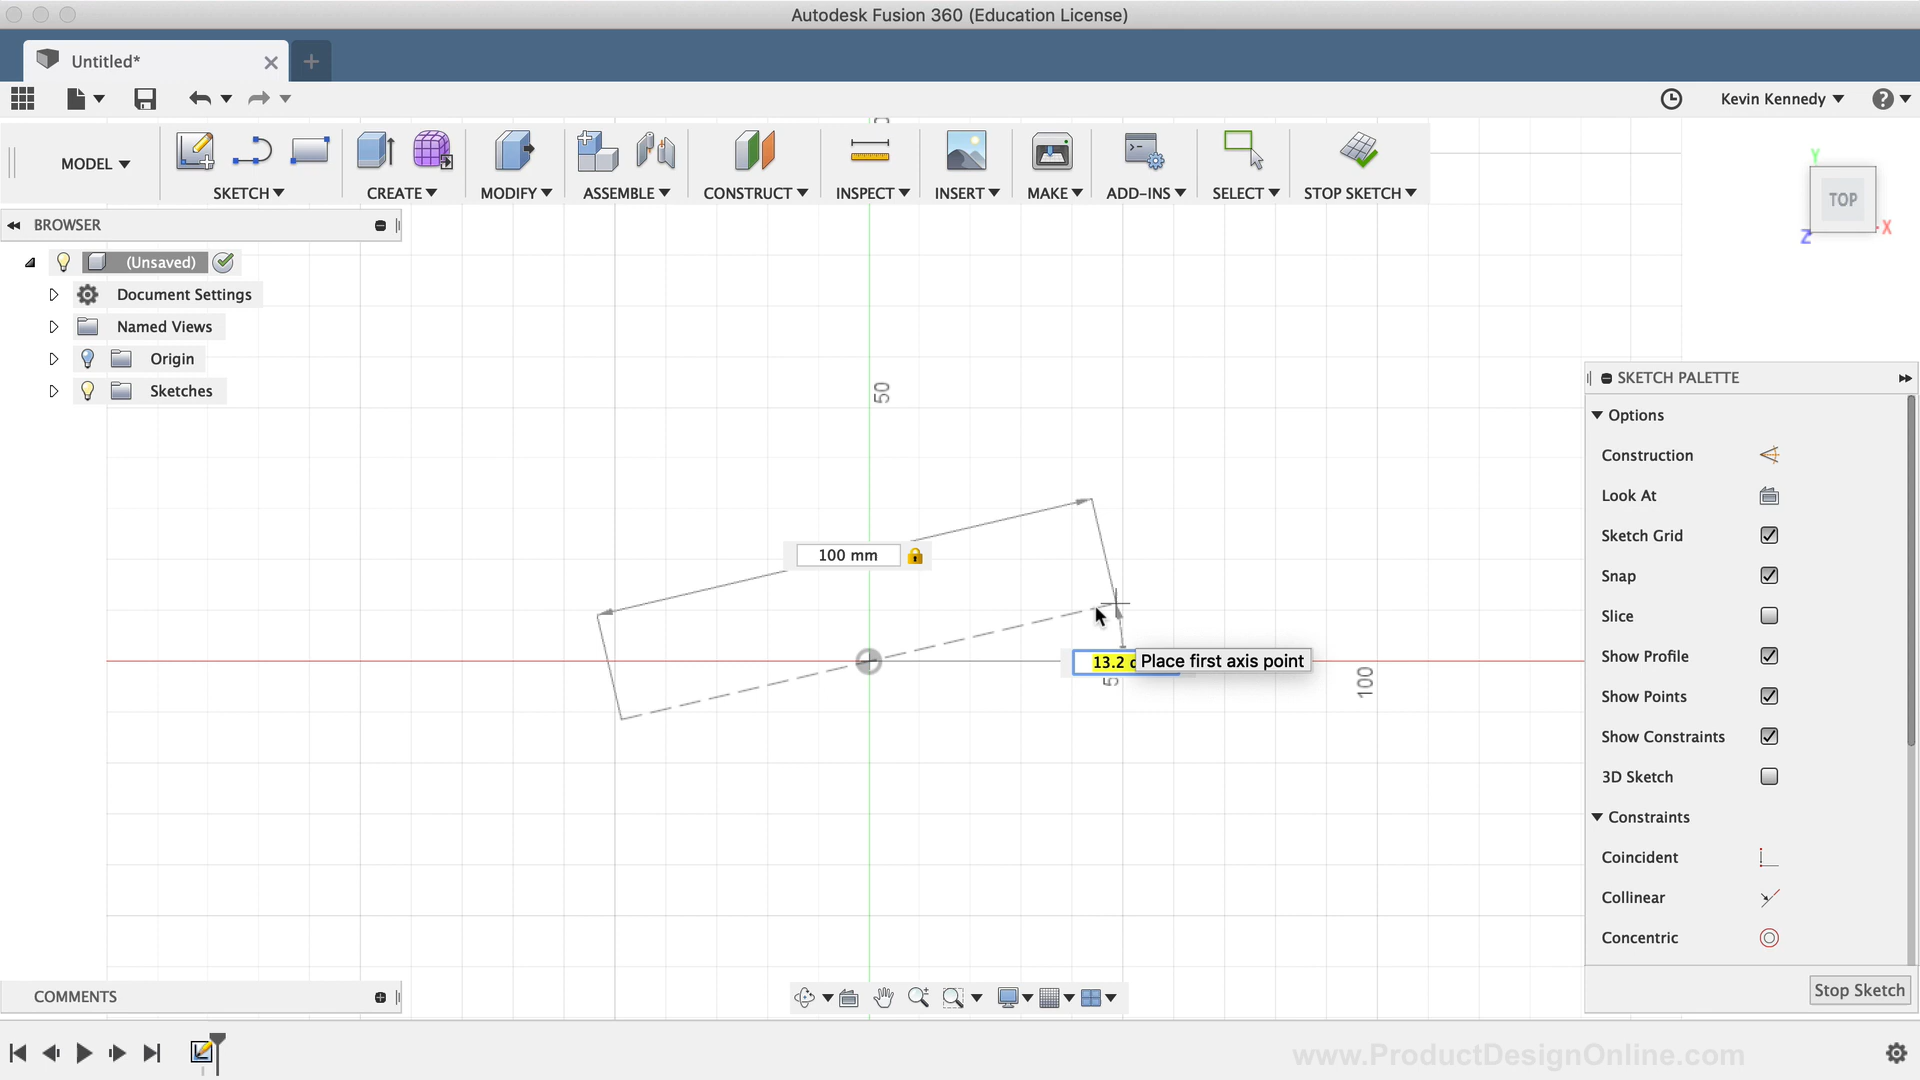 Autodesk Fusion 360 (Education License)
Untitled*
Kevin Kennedy
MODEL
SKETCH
CREATE
MODIFY
ASSEMBLE
CONSTRUCT
INSPECT
INSERT
MAKE
ADD-INS
SELECT
STOP SKETCH
BROWSER
(Unsaved)
Document Settings
Named Views
Origin
Sketches
Y
TOP
X
Z
50
100 mm
13.2
Place first axis point
100
SKETCH PALETTE
Options
Construction
Look At
Sketch Grid
Snap
Slice
Show Profile
Show Points
Show Constraints
3D Sketch
Constraints
Coincident
Collinear
Concentric
Stop Sketch
COMMENTS
www.ProductDesignOnline.com